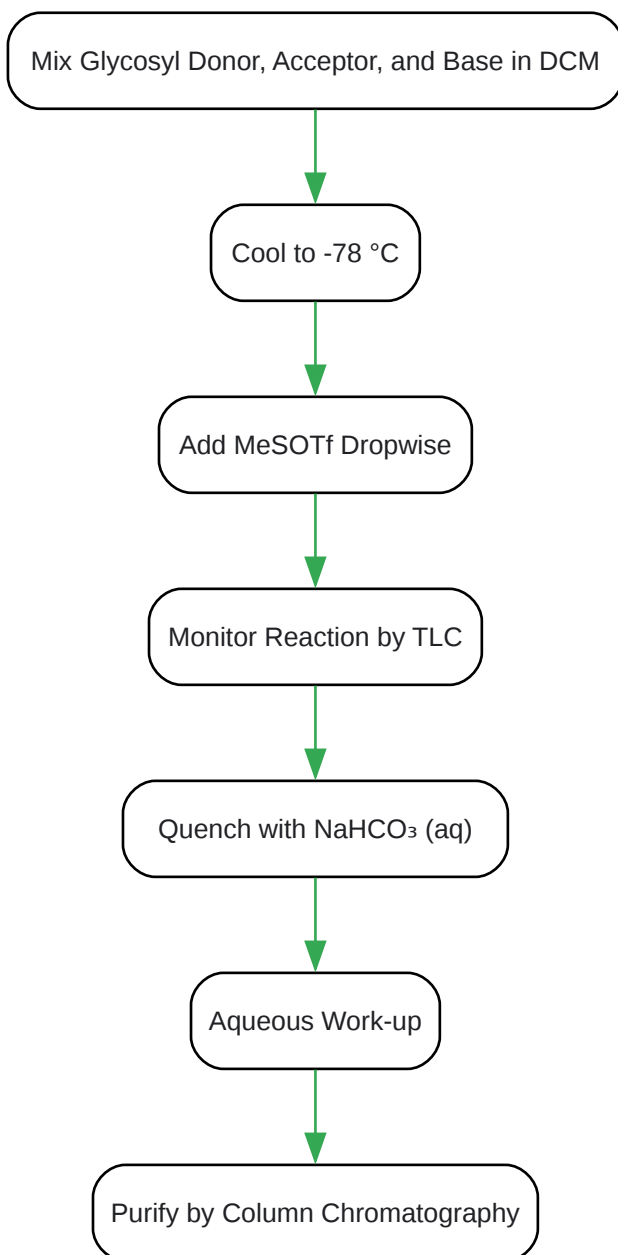 Mix Glycosyl Donor, Acceptor, and Base in DCM
Cool to -78 °C
Add MeSOTf Dropwise
Monitor Reaction by TLC
Quench with NaHCO₃ (aq)
Aqueous Work-up
Purify by Column Chromatography